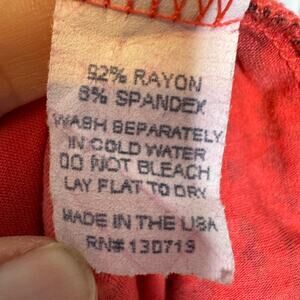 92% RAYON
8% SPANDEX
WASH SEPARATELY
IN COLD WATER
DO NOT BLEACH
LAY FLAT TO DRY
MADE IN THE USA
RN# 130719